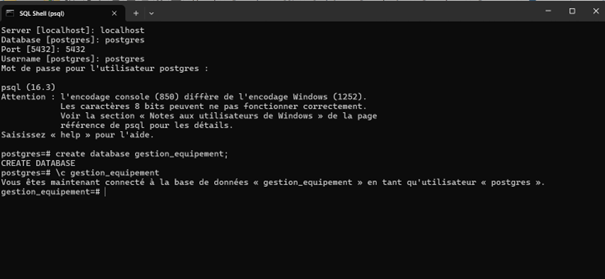 SQL Shell (psql)
Server [localhost]: localhost
Database [postgres]: postgres
Port [5432]: 5432
Username [postgres]: postgres
Mot de passe pour l'utilisateur postgres :
psql (16.3)
Attention : l'encodage console (850) diffère de l'encodage Windows (1252).
Les caractères 8 bits peuvent ne pas fonctionner correctement.
Voir la section « Notes aux utilisateurs de Windows » de la page
référence de psql pour les détails.
Saisissez « help » pour l'aide.
postgres=# create database gestion_equipement;
CREATE DATABASE
postgres=# \c gestion_equipement
Vous êtes maintenant connecté à la base de données « gestion_equipement » en tant qu'utilisateur « postgres ».
gestion_equipement=#